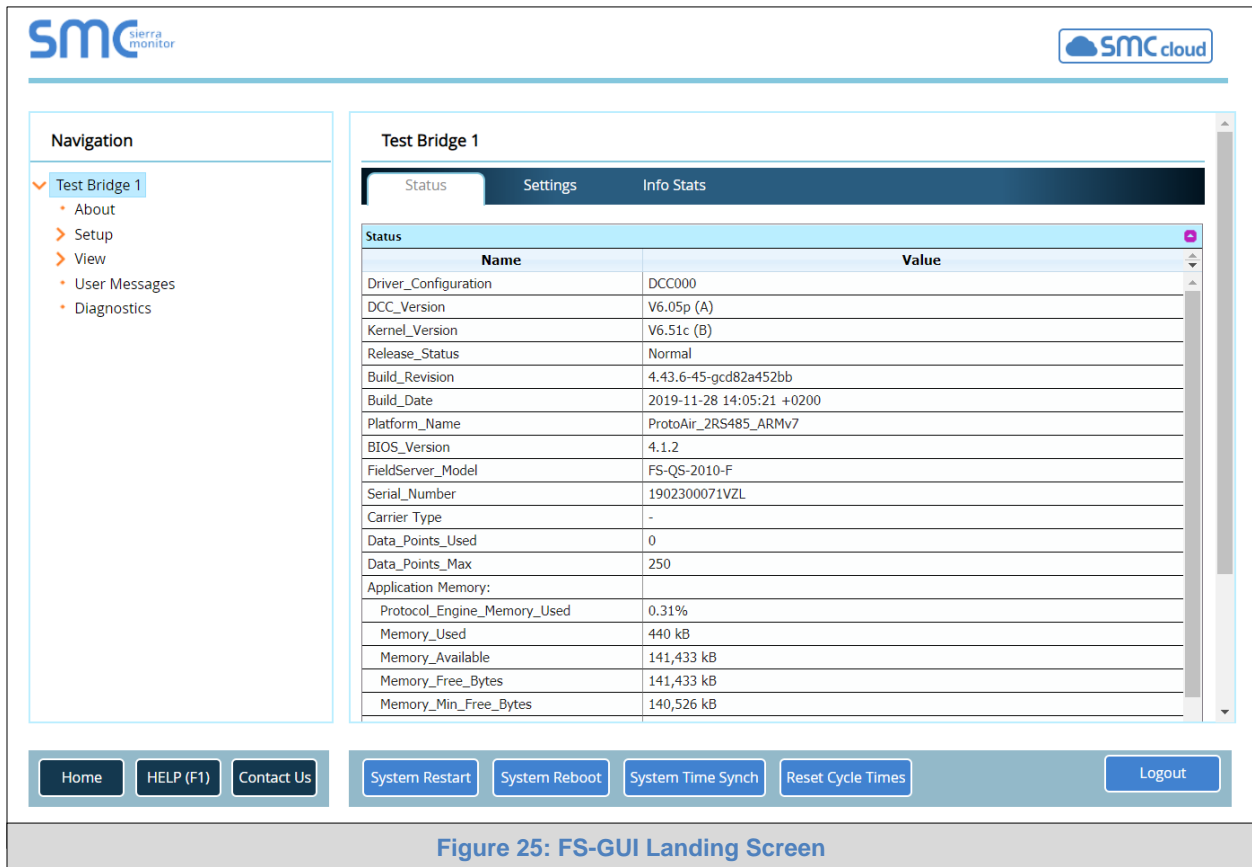 SMC sierra monitor
SMC cloud
Navigation
Test Bridge 1
About
Setup
View
User Messages
Diagnostics
Test Bridge 1
Status Settings Info Stats
Status
Name Value
Driver_Configuration DCC000
DCC_Version V6.05p (A)
Kernel_Version V6.51c (B)
Release_Status Normal
Build_Revision 4.43.6-45-gcd82a452bb
Build_Date 2019-11-28 14:05:21 +0200
Platform_Name ProtoAir_2RS485_ARMv7
BIOS_Version 4.1.2
FieldServer_Model FS-QS-2010-F
Serial_Number 1902300071VZL
Carrier Type -
Data_Points_Used 0
Data_Points_Max 250
Application Memory:
Protocol_Engine_Memory_Used 0.31%
Memory_Used 440 kB
Memory_Available 141,433 kB
Memory_Free_Bytes 141,433 kB
Memory_Min_Free_Bytes 140,526 kB
Home HELP (F1) Contact Us System Restart System Reboot System Time Synch Reset Cycle Times Logout
Figure 25: FS-GUI Landing Screen